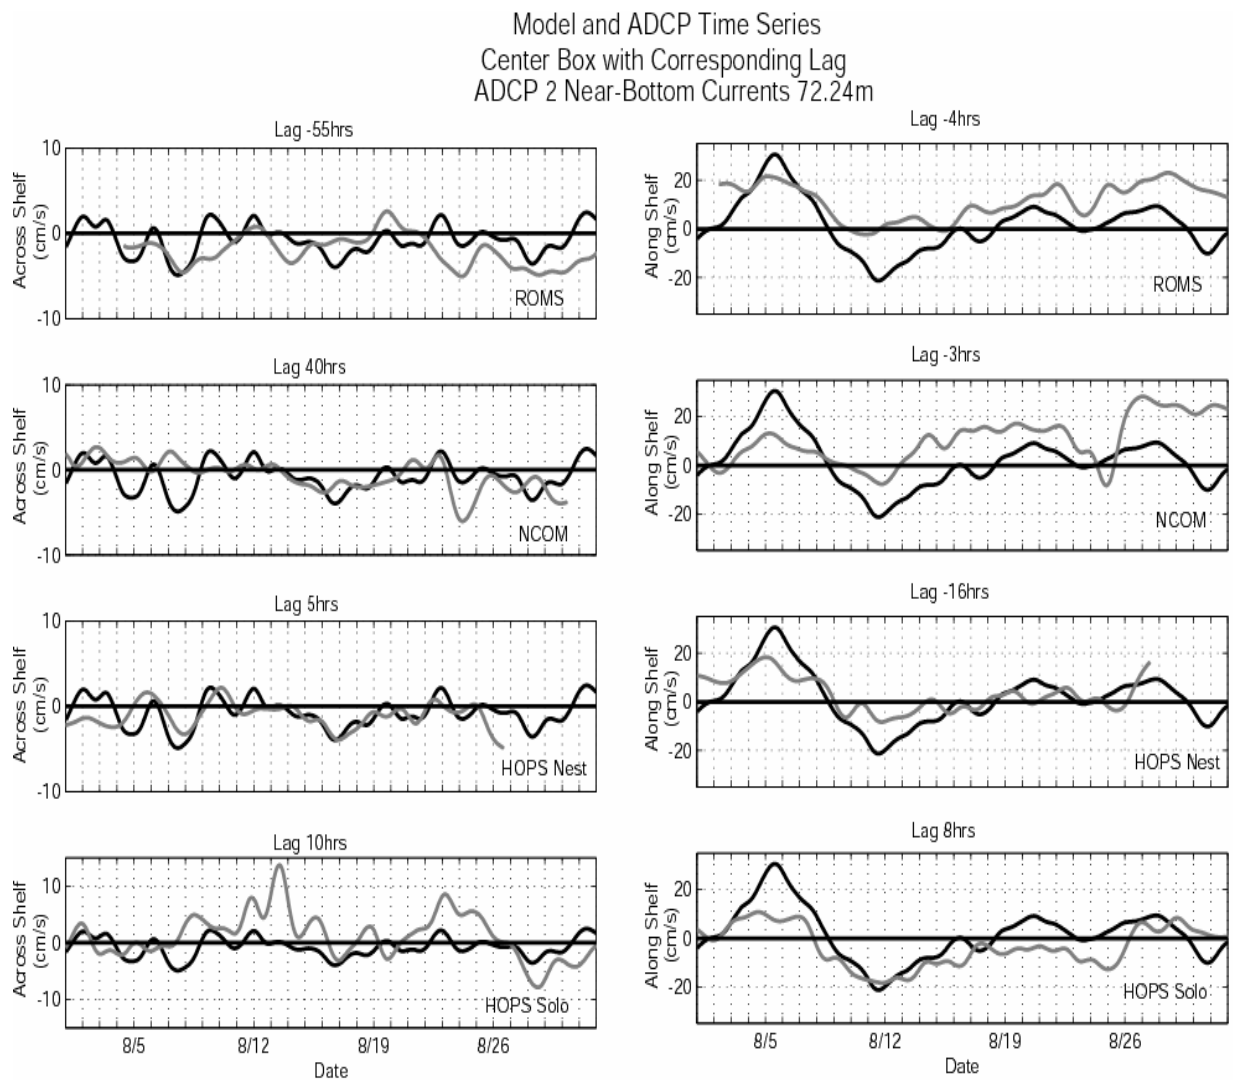 Model and ADCP Time Series
Center Box with Corresponding Lag
ADCP 2 Near-Bottom Currents 72.24m
Lag -55hrs
10
0
-10
Across Shelf
(cm/s)
ROMS
Lag -4hrs
20
0
-20
Along Shelf
(cm/s)
ROMS
Lag 40hrs
10
0
-10
Across Shelf
(cm/s)
NCOM
Lag -3hrs
20
0
-20
Along Shelf
(cm/s)
NCOM
Lag 5hrs
10
0
-10
Across Shelf
(cm/s)
HOPS Nest
Lag -16hrs
20
0
-20
Along Shelf
(cm/s)
HOPS Nest
Lag 10hrs
10
0
-10
Across Shelf
(cm/s)
HOPS Solo
8/5 8/12 8/19 8/26
Date
Lag 8hrs
20
0
-20
Along Shelf
(cm/s)
HOPS Solo
8/5 8/12 8/19 8/26
Date